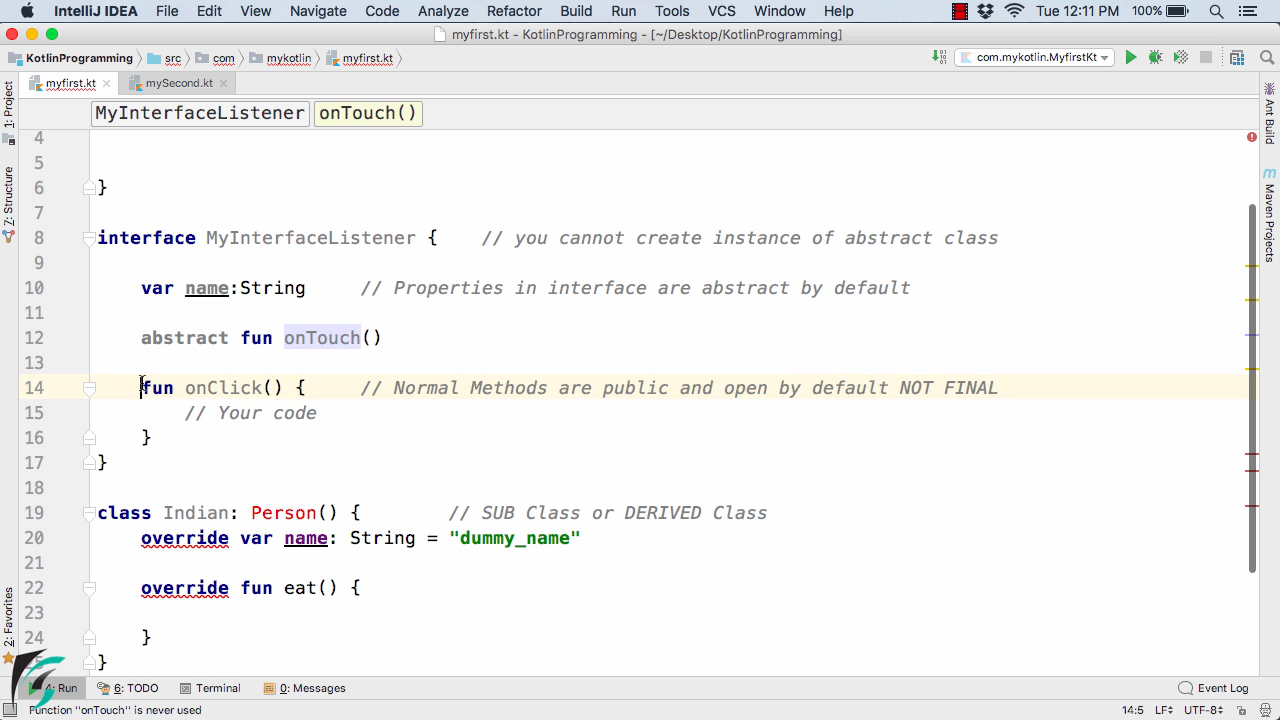 IntelliJ IDEA File Edit View Navigate Code Analyze Refactor Build Run Tools VCS Window Help Tue 12:11 PM 100%
myfirst.kt - KotlinProgramming - [~/Desktop/KotlinProgramming]
KotlinProgramming src com mykotlin myfirst.kt com.mykotlin.MyfirstKt
myfirst.kt mySecond.kt
MyInterfaceListener onTouch()
1: Project
7: Structure
2: Favorites
Ant Build
Maven Projects
4
5
6 }
7
8 interface MyInterfaceListener { // you cannot create instance of abstract class
9
10 var name:String // Properties in interface are abstract by default
11
12 abstract fun onTouch()
13
14 fun onClick() { // Normal Methods are public and open by default NOT FINAL
15 // Your code
16 }
17 }
18
19 class Indian: Person() { // SUB Class or DERIVED Class
20 override var name: String = "dummy_name"
21
22 override fun eat() {
23
24 }
}
Run 6: TODO Terminal 0: Messages Event Log
Function "onTouch" is never used 14:5 LF UTF-8